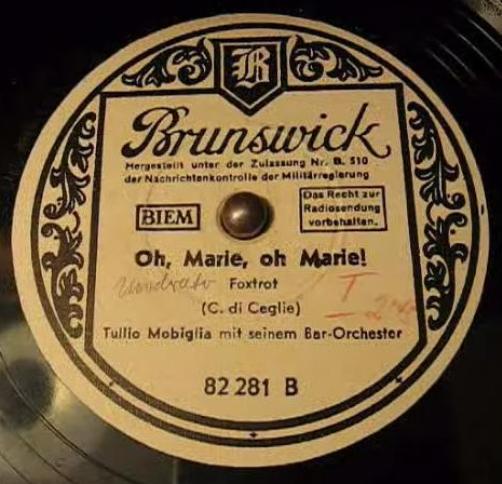 B
Brunswick
Hergestellt unter der Zulassung Nr. B. 510
der Nachrichtenkontrolle der Militärregierung
BIEM
Das Recht zur
Radiosendung
vorbehalten.
Oh, Marie, oh Marie!
Foxtrot
(C. di Ceglie)
Tullio Mobiglia mit seinem Bar-Orchester
82 281 B